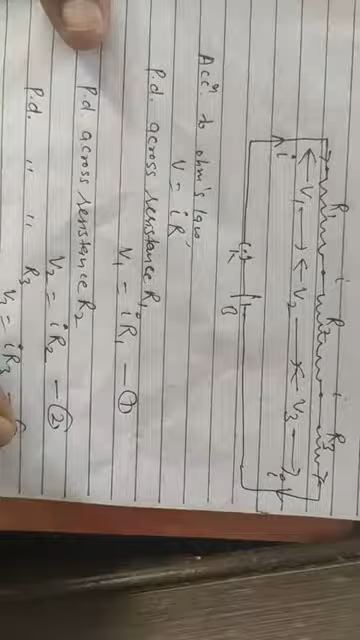 R₁ i R₂ i R₃
←V₁→←V₂→←V₃→
i i
B
Accⁿ to ohm's law
V = iR
P.d. across resistance R₁
V₁ = iR₁ — ①
P.d. across resistance R₂
V₂ = iR₂ — ②
P.d. " " R₃
V₃ = iR₃ -